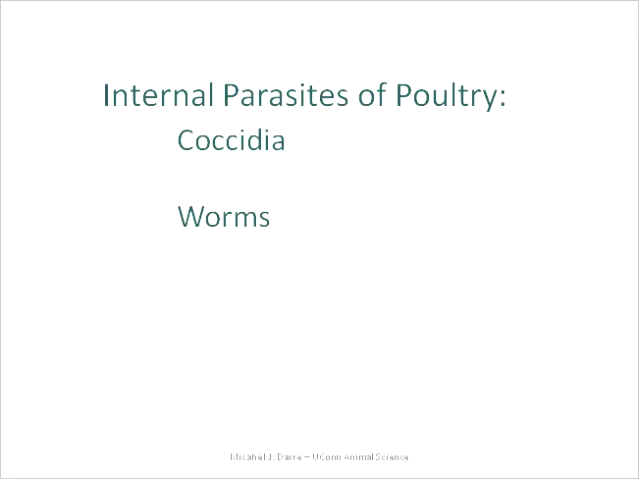 Internal Parasites of Poultry:
Coccidia
Worms
Micahel J. Darre – UConn Animal Science